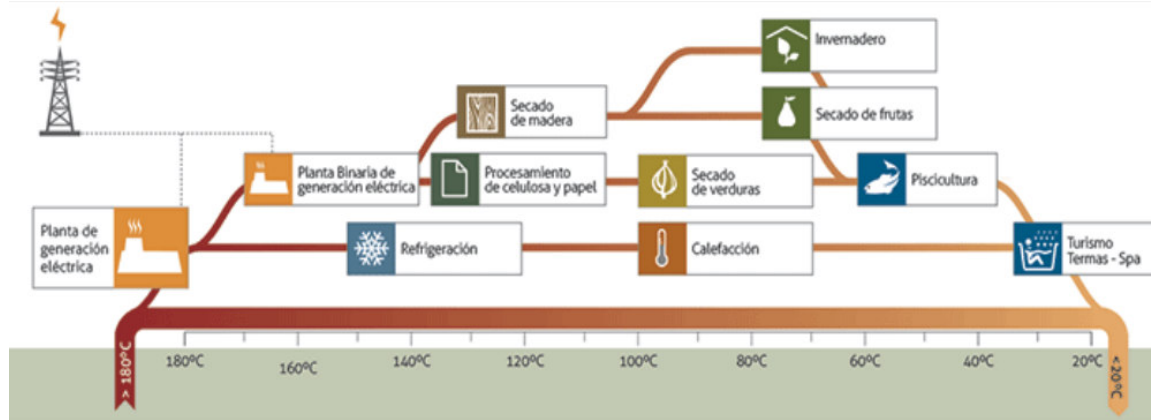 Invernadero
Secado
de madera
Secado de frutas
Planta Binaria de
generación eléctrica
Procesamiento
de celulosa y papel
Secado
de verduras
Piscicultura
Planta de
generación
eléctrica
Refrigeración
Calefacción
Turismo
Termas - Spa
> 180ºC
180ºC
160ºC
140ºC
120ºC
100ºC
80ºC
60ºC
40ºC
20ºC
<20ºC